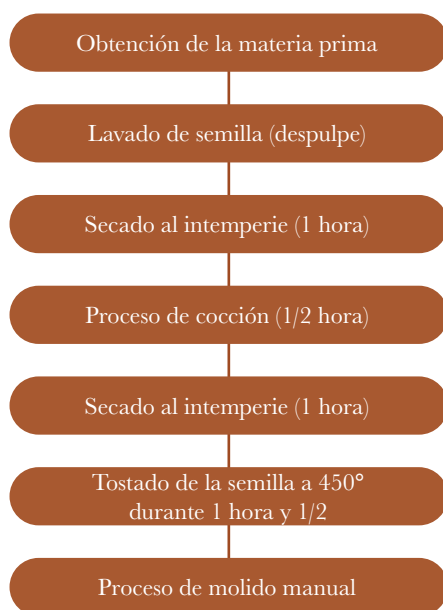 Obtención de la materia prima
Lavado de semilla (despulpe)
Secado al intemperie (1 hora)
Proceso de cocción (1/2 hora)
Secado al intemperie (1 hora)
Tostado de la semilla a 450°
durante 1 hora y 1/2
Proceso de molido manual